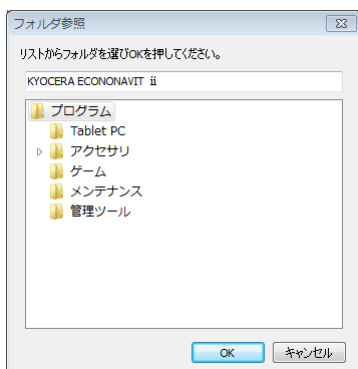 フォルダ参照
リストからフォルダを選びOKを押してください。
KYOCERA ECONONAVIT ⅱ
プログラム
Tablet PC
アクセサリ
ゲーム
メンテナンス
管理ツール
OK キャンセル